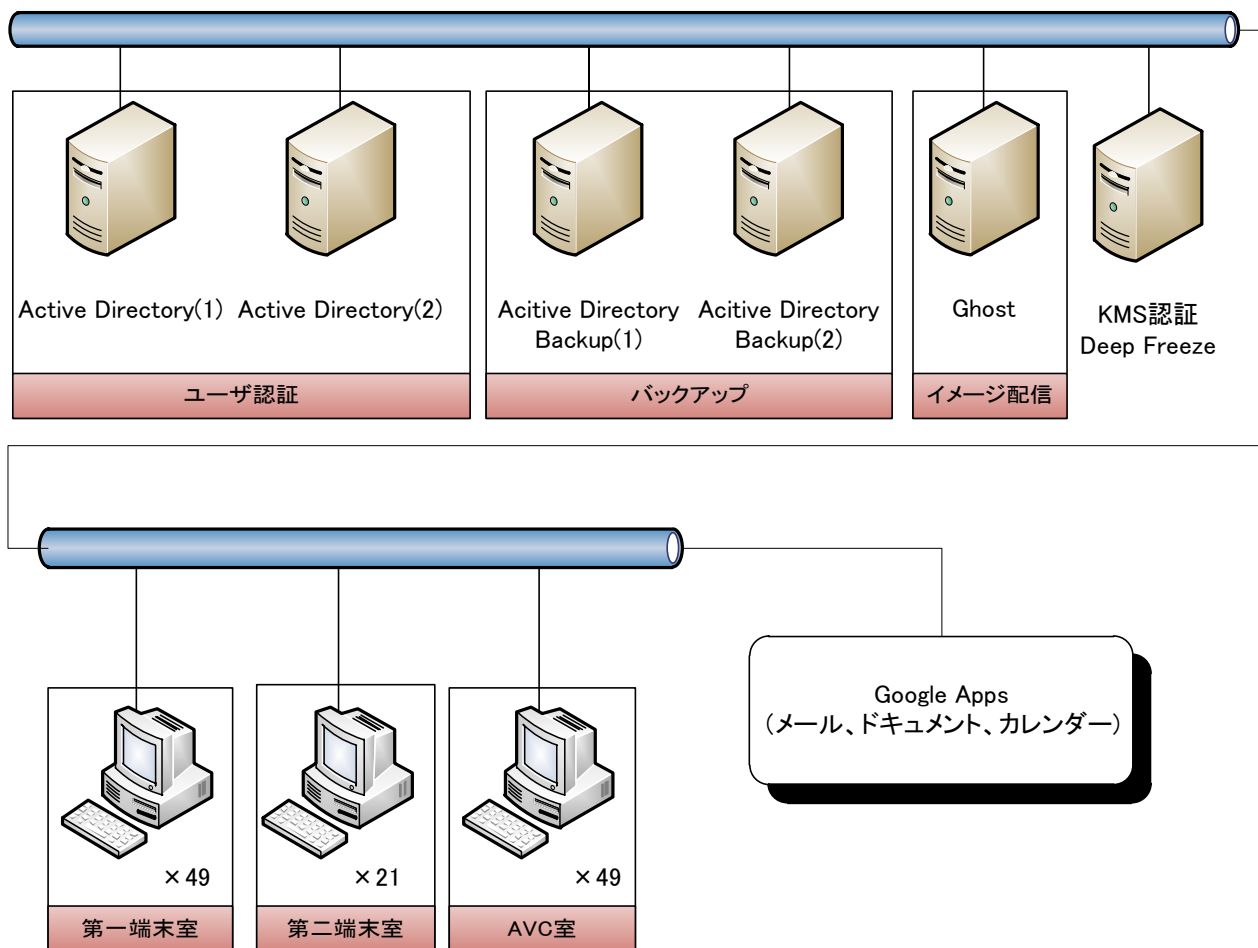 Active Directory(1)
Active Directory(2)
ユーザ認証
Acitive Directory
Backup(1)
Acitive Directory
Backup(2)
バックアップ
Ghost
イメージ配信
KMS認証
Deep Freeze
×49
第一端末室
×21
第二端末室
×49
AVC室
Google Apps
(メール、ドキュメント、カレンダー)